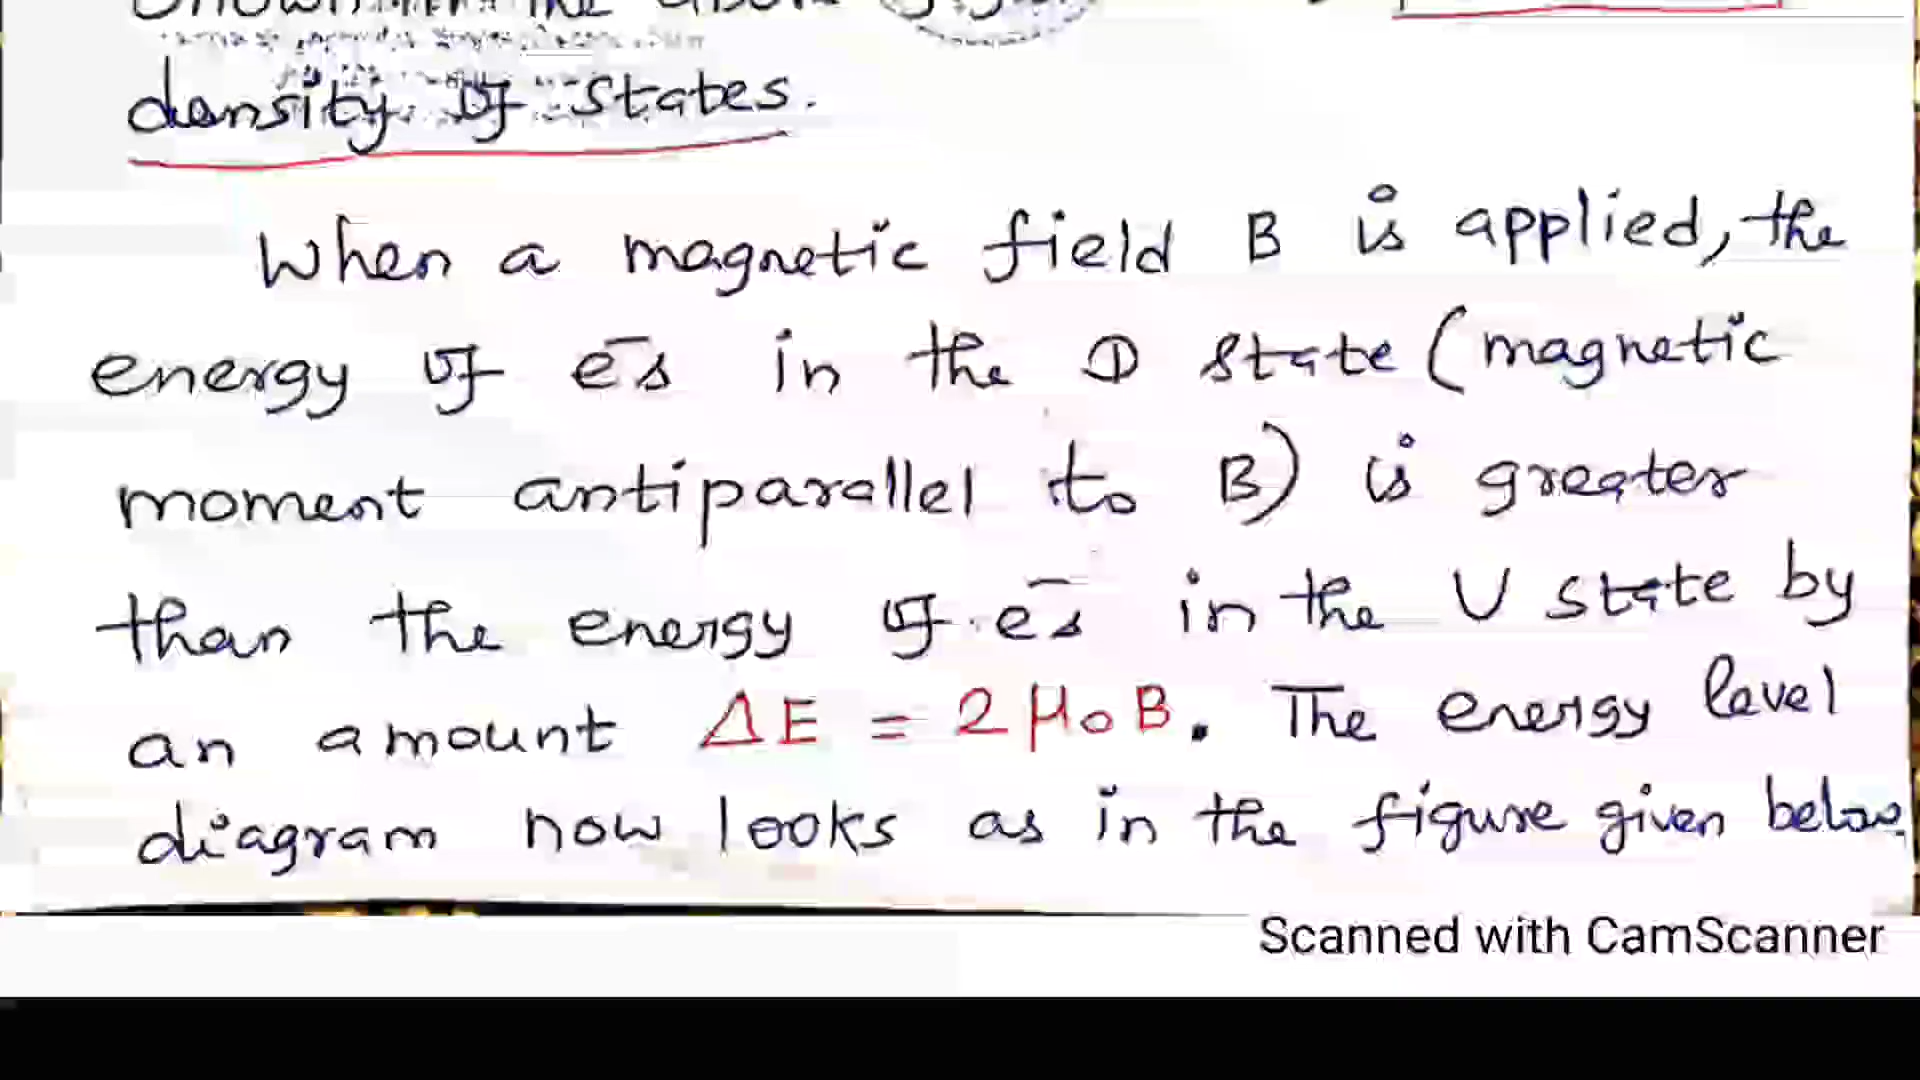 density of states.
When a magnetic field B is applied, the
energy of e⁻s in the D state (magnetic
moment antiparallel to B) is greater
than the energy of e⁻s in the U state by
an amount ΔE = 2μ₀B. The energy level
diagram now looks as in the figure given below.
Scanned with CamScanner